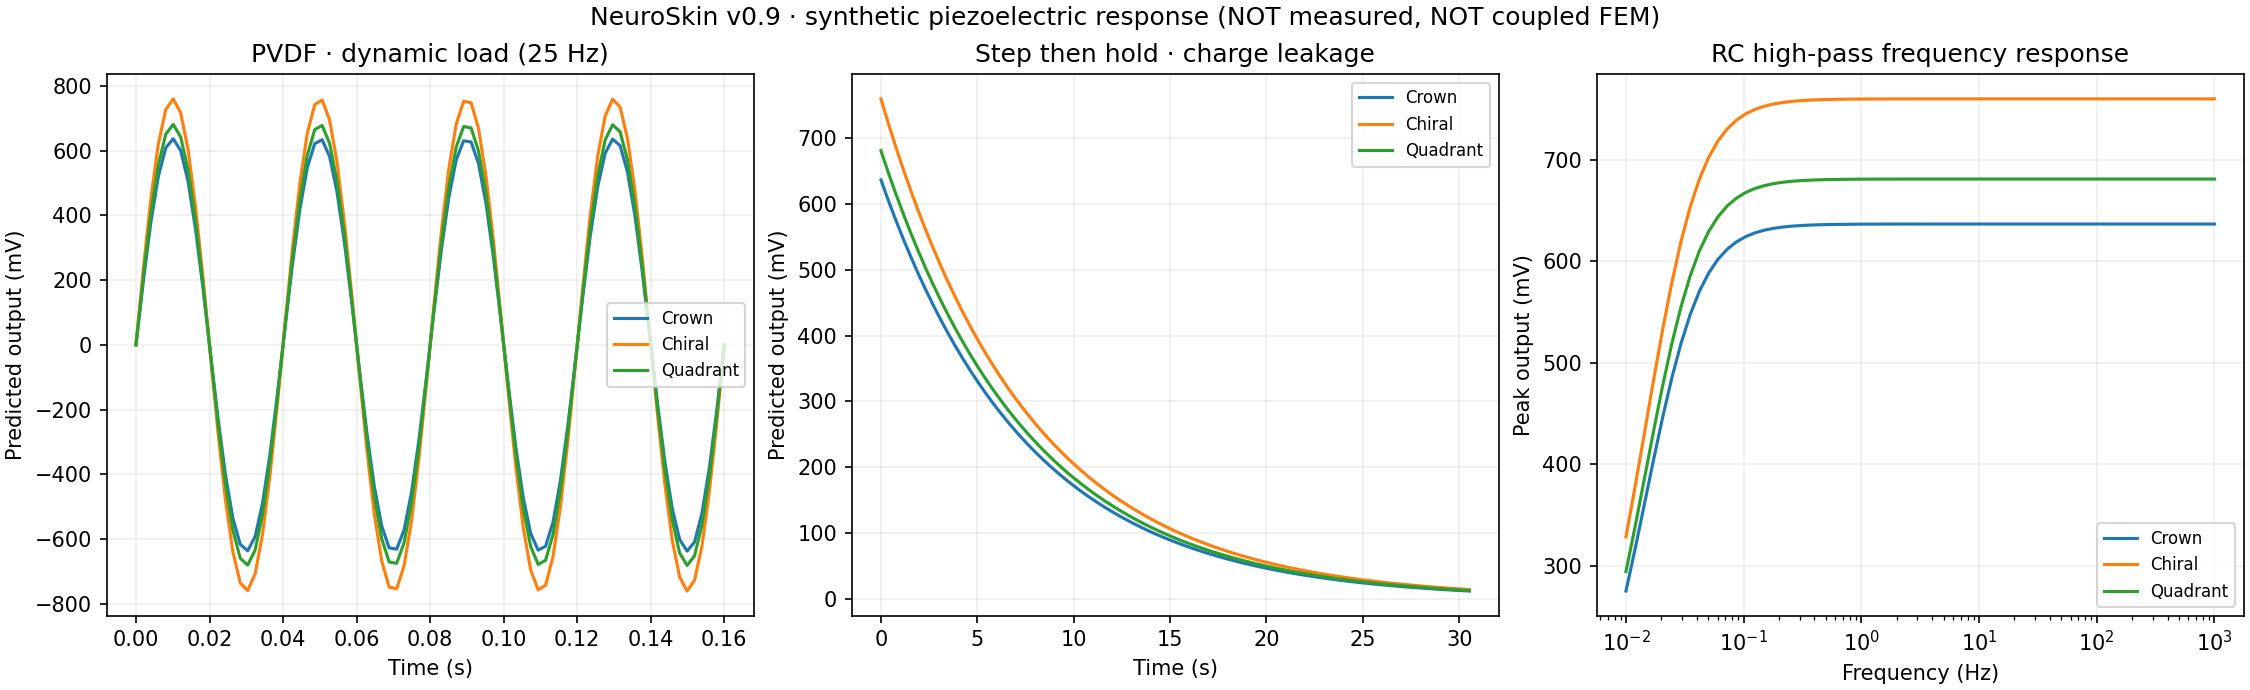 NeuroSkin v0.9 · synthetic piezoelectric response (NOT measured, NOT coupled FEM)
PVDF · dynamic load (25 Hz)
Predicted output (mV)
800
600
400
200
0
−200
−400
−600
−800
0.00 0.02 0.04 0.06 0.08 0.10 0.12 0.14 0.16
Time (s)
Crown
Chiral
Quadrant
Step then hold · charge leakage
Predicted output (mV)
700
600
500
400
300
200
100
0
0 5 10 15 20 25 30
Time (s)
Crown
Chiral
Quadrant
RC high-pass frequency response
Peak output (mV)
700
600
500
400
300
10⁻² 10⁻¹ 10⁰ 10¹ 10² 10³
Frequency (Hz)
Crown
Chiral
Quadrant